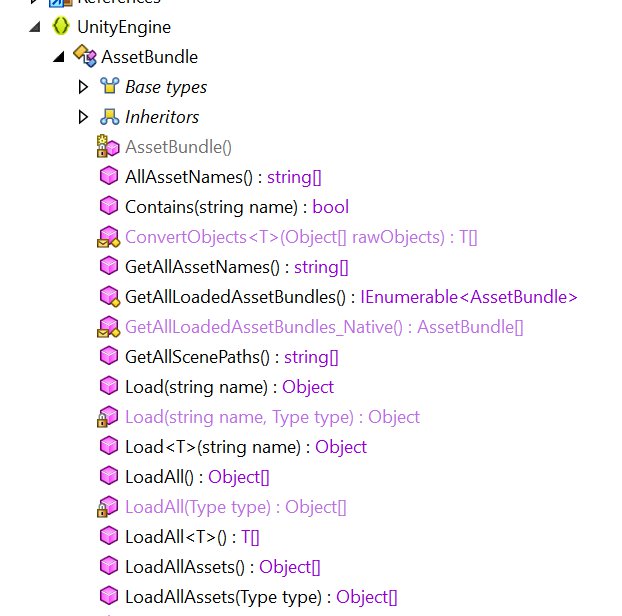 References
UnityEngine
AssetBundle
Base types
Inheritors
AssetBundle()
AllAssetNames() : string[]
Contains(string name) : bool
ConvertObjects<T>(Object[] rawObjects) : T[]
GetAllAssetNames() : string[]
GetAllLoadedAssetBundles() : IEnumerable<AssetBundle>
GetAllLoadedAssetBundles_Native() : AssetBundle[]
GetAllScenePaths() : string[]
Load(string name) : Object
Load(string name, Type type) : Object
Load<T>(string name) : Object
LoadAll() : Object[]
LoadAll(Type type) : Object[]
LoadAll<T>() : T[]
LoadAllAssets() : Object[]
LoadAllAssets(Type type) : Object[]